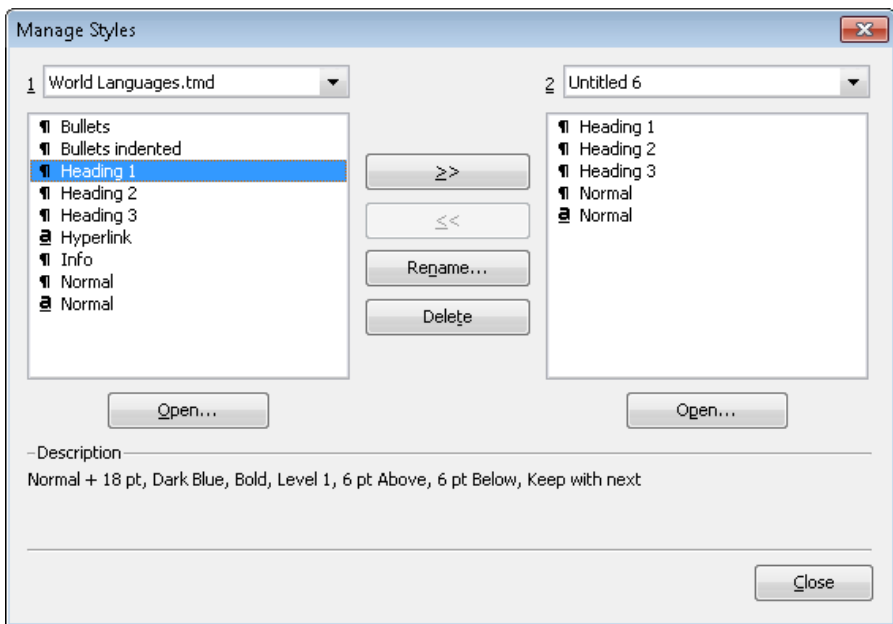 Manage Styles
1 World Languages.tmd
2 Untitled 6
¶ Bullets
¶ Bullets indented
¶ Heading 1
¶ Heading 2
¶ Heading 3
a Hyperlink
¶ Info
¶ Normal
a Normal
>>
<<
Rename...
Delete
¶ Heading 1
¶ Heading 2
¶ Heading 3
¶ Normal
a Normal
Open...
Open...
Description
Normal + 18 pt, Dark Blue, Bold, Level 1, 6 pt Above, 6 pt Below, Keep with next
Close